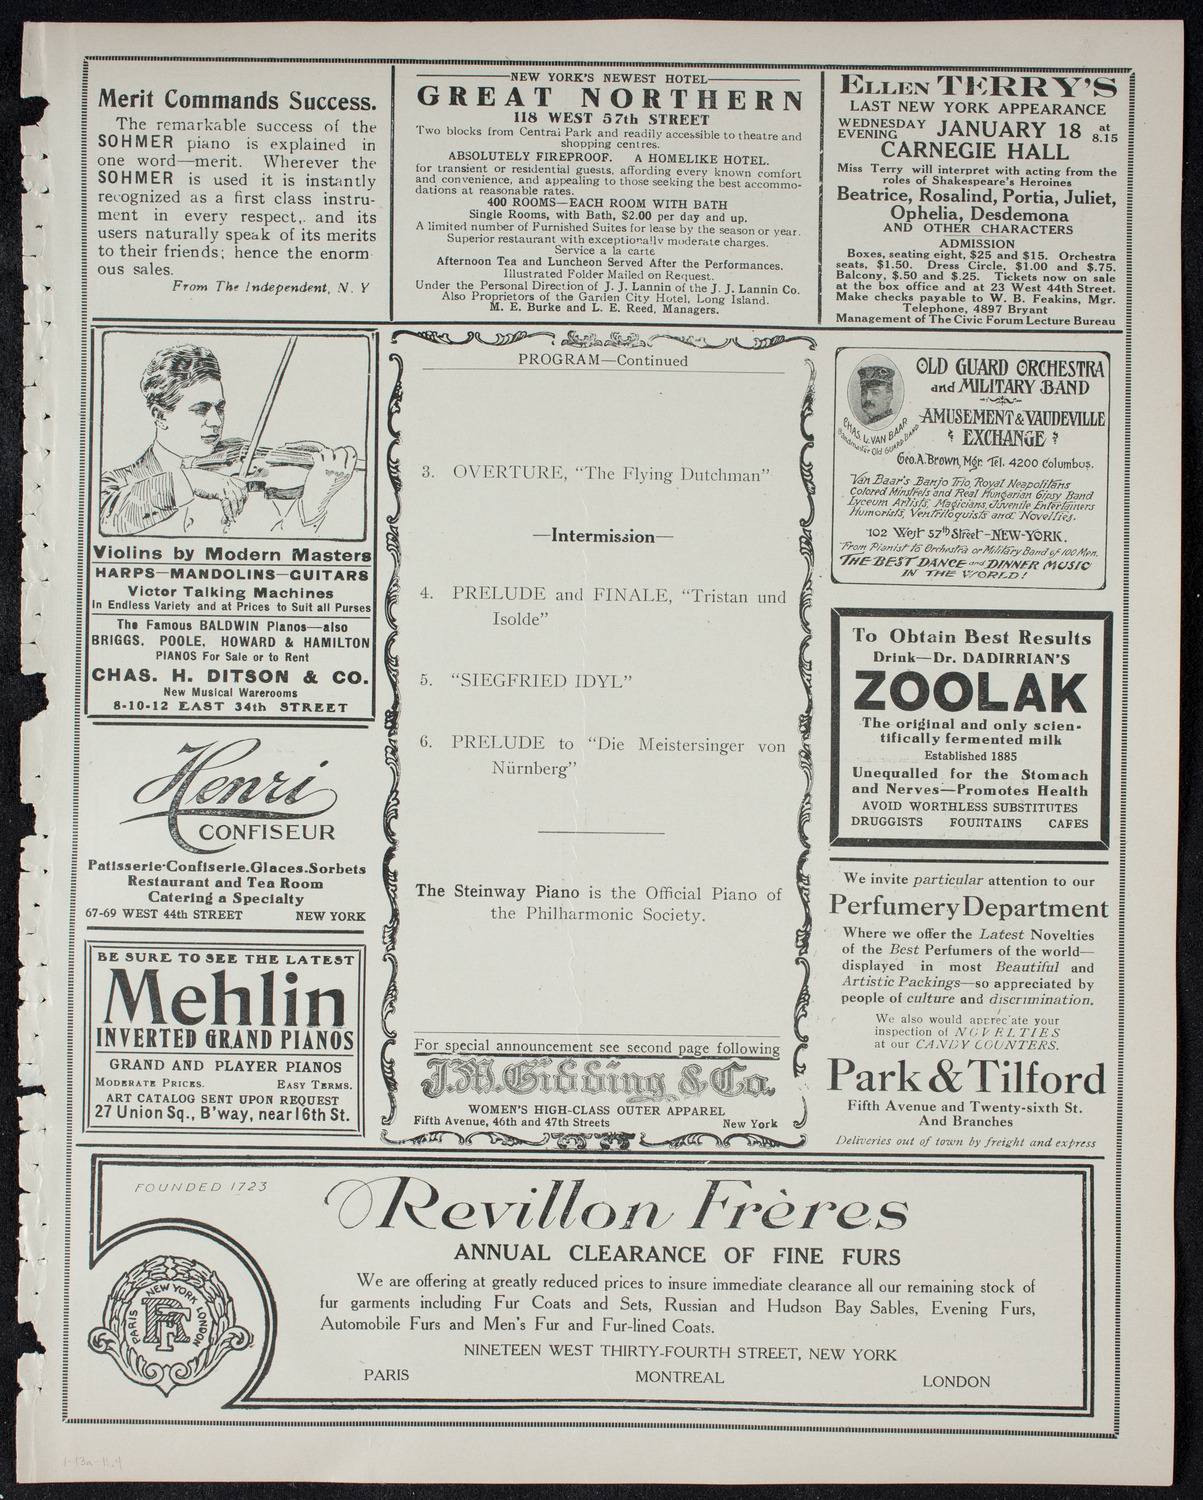 Merit Commands Success.
The remarkable success of the
SOHMER piano is explained in
one word—merit. Wherever the
SOHMER is used it is instantly
recognized as a first class instru-
ment in every respect, and its
users naturally speak of its merits
to their friends; hence the enorm
ous sales.
From The Independent, N. Y
NEW YORK'S NEWEST HOTEL
GREAT NORTHERN
118 WEST 57th STREET
Two blocks from Central Park and readily accessible to theatre and
shopping centres.
ABSOLUTELY FIREPROOF. A HOMELIKE HOTEL.
for transient or residential guests, affording every known comfort
and convenience, and appealing to those seeking the best accommo-
dations at reasonable rates.
400 ROOMS—EACH ROOM WITH BATH
Single Rooms, with Bath, $2.00 per day and up.
A limited number of Furnished Suites for lease by the season or year.
Superior restaurant with exceptionally moderate charges.
Service a la carte
Afternoon Tea and Luncheon Served After the Performances.
Illustrated Folder Mailed on Request.
Under the Personal Direction of J. J. Lannin of the J. J. Lannin Co.
Also Proprietors of the Garden City Hotel, Long Island.
M. E. Burke and L. E. Reed, Managers.
ELLEN TERRY'S
LAST NEW YORK APPEARANCE
WEDNESDAY EVENING JANUARY 18 at 8.15
CARNEGIE HALL
Miss Terry will interpret with acting from the
roles of Shakespeare's Heroines
Beatrice, Rosalind, Portia, Juliet,
Ophelia, Desdemona
AND OTHER CHARACTERS
ADMISSION
Boxes, seating eight, $25 and $15. Orchestra
seats, $1.50. Dress Circle, $1.00 and $.75.
Balcony, $.50 and $.25. Tickets now on sale
at the box office and at 23 West 44th Street.
Make checks payable to W. B. Feakins, Mgr.
Telephone, 4897 Bryant
Management of The Civic Forum Lecture Bureau
Violins by Modern Masters
HARPS—MANDOLINS—GUITARS
Victor Talking Machines
In Endless Variety and at Prices to Suit all Purses
The Famous BALDWIN Pianos—also
BRIGGS, POOLE, HOWARD & HAMILTON
PIANOS For Sale or to Rent
CHAS. H. DITSON & CO.
New Musical Warerooms
8-10-12 EAST 34th STREET
Henri
CONFISEUR
Patisserie-Confiserie.Glaces.Sorbets
Restaurant and Tea Room
Catering a Specialty
67-69 WEST 44th STREET NEW YORK
BE SURE TO SEE THE LATEST
Mehlin
INVERTED GRAND PIANOS
GRAND AND PLAYER PIANOS
MODERATE PRICES. EASY TERMS.
ART CATALOG SENT UPON REQUEST
27 Union Sq., B'way, near 16th St.
PROGRAM—Continued
3. OVERTURE, “The Flying Dutchman”
—Intermission—
4. PRELUDE and FINALE, “Tristan und
Isolde”
5. “SIEGFRIED IDYL”
6. PRELUDE to “Die Meistersinger von
Nürnberg”
The Steinway Piano is the Official Piano of
the Philharmonic Society.
For special announcement see second page following
J.M. Gidding & Co.
WOMEN'S HIGH-CLASS OUTER APPAREL
Fifth Avenue, 46th and 47th Streets New York
CHAS. L. VAN BAAR
Bandmaster Old Guard Band
OLD GUARD ORCHESTRA
and MILITARY BAND
AMUSEMENT & VAUDEVILLE
EXCHANGE
Geo. A. Brown, Mgr. Tel. 4200 Columbus.
Van Baar's Banjo Trio, Royal Neapolitans
Colored Minstrels and Real Hungarian Gipsy Band
Lyceum Artists, Magicians, Juvenile Entertainers
Humorists, Ventriloquists and Novelties.
102 West 57th Street-NEW-YORK.
From Pianist to Orchestra or Military Band of 100 Men.
THE BEST DANCE and DINNER MUSIC
IN THE WORLD!
To Obtain Best Results
Drink—Dr. DADIRRIAN'S
ZOOLAK
The original and only scien-
tifically fermented milk
Established 1885
Unequalled for the Stomach
and Nerves—Promotes Health
AVOID WORTHLESS SUBSTITUTES
DRUGGISTS FOUNTAINS CAFES
We invite particular attention to our
Perfumery Department
Where we offer the Latest Novelties
of the Best Perfumers of the world—
displayed in most Beautiful and
Artistic Packings—so appreciated by
people of culture and discrimination.
We also would appreciate your
inspection of NOVELTIES
at our CANDY COUNTERS.
Park & Tilford
Fifth Avenue and Twenty-sixth St.
And Branches
Deliveries out of town by freight and express
FOUNDED 1723
PARIS NEW YORK LONDON
RF
Revillon Frères
ANNUAL CLEARANCE OF FINE FURS
We are offering at greatly reduced prices to insure immediate clearance all our remaining stock of
fur garments including Fur Coats and Sets, Russian and Hudson Bay Sables, Evening Furs,
Automobile Furs and Men's Fur and Fur-lined Coats.
NINETEEN WEST THIRTY-FOURTH STREET, NEW YORK
PARIS MONTREAL LONDON